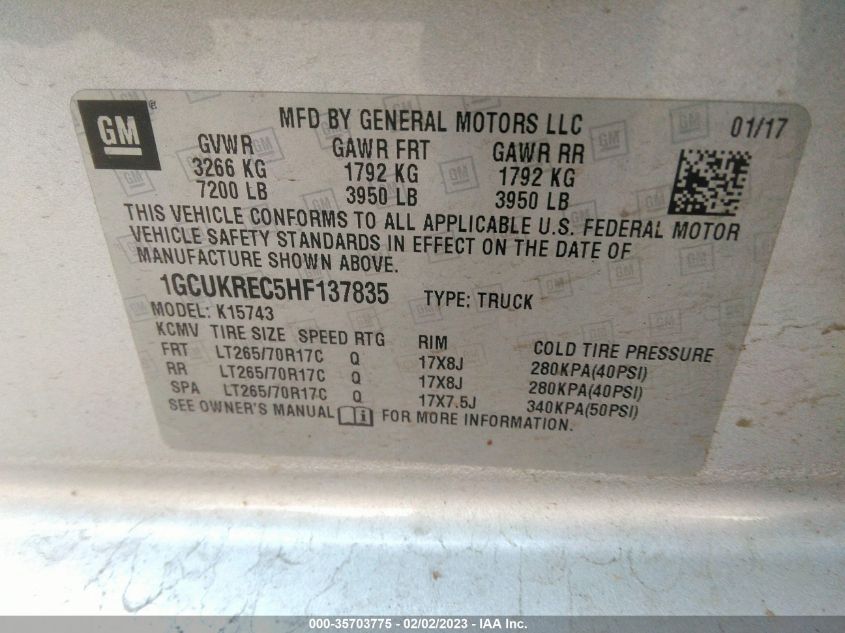 GM ® MFD BY GENERAL MOTORS LLC 01/17
GVWR GAWR FRT GAWR RR
3266 KG 1792 KG 1792 KG
7200 LB 3950 LB 3950 LB
THIS VEHICLE CONFORMS TO ALL APPLICABLE U.S. FEDERAL MOTOR
VEHICLE SAFETY STANDARDS IN EFFECT ON THE DATE OF
MANUFACTURE SHOWN ABOVE.
1GCUKREC5HF137835 TYPE: TRUCK
MODEL: K15743
KCMV TIRE SIZE SPEED RTG RIM COLD TIRE PRESSURE
FRT LT265/70R17C Q 17X8J 280KPA(40PSI)
RR LT265/70R17C Q 17X8J 280KPA(40PSI)
SPA LT265/70R17C Q 17X7.5J 340KPA(50PSI)
SEE OWNER'S MANUAL FOR MORE INFORMATION.
000-35703775 - 02/02/2023 - © IAA Inc.